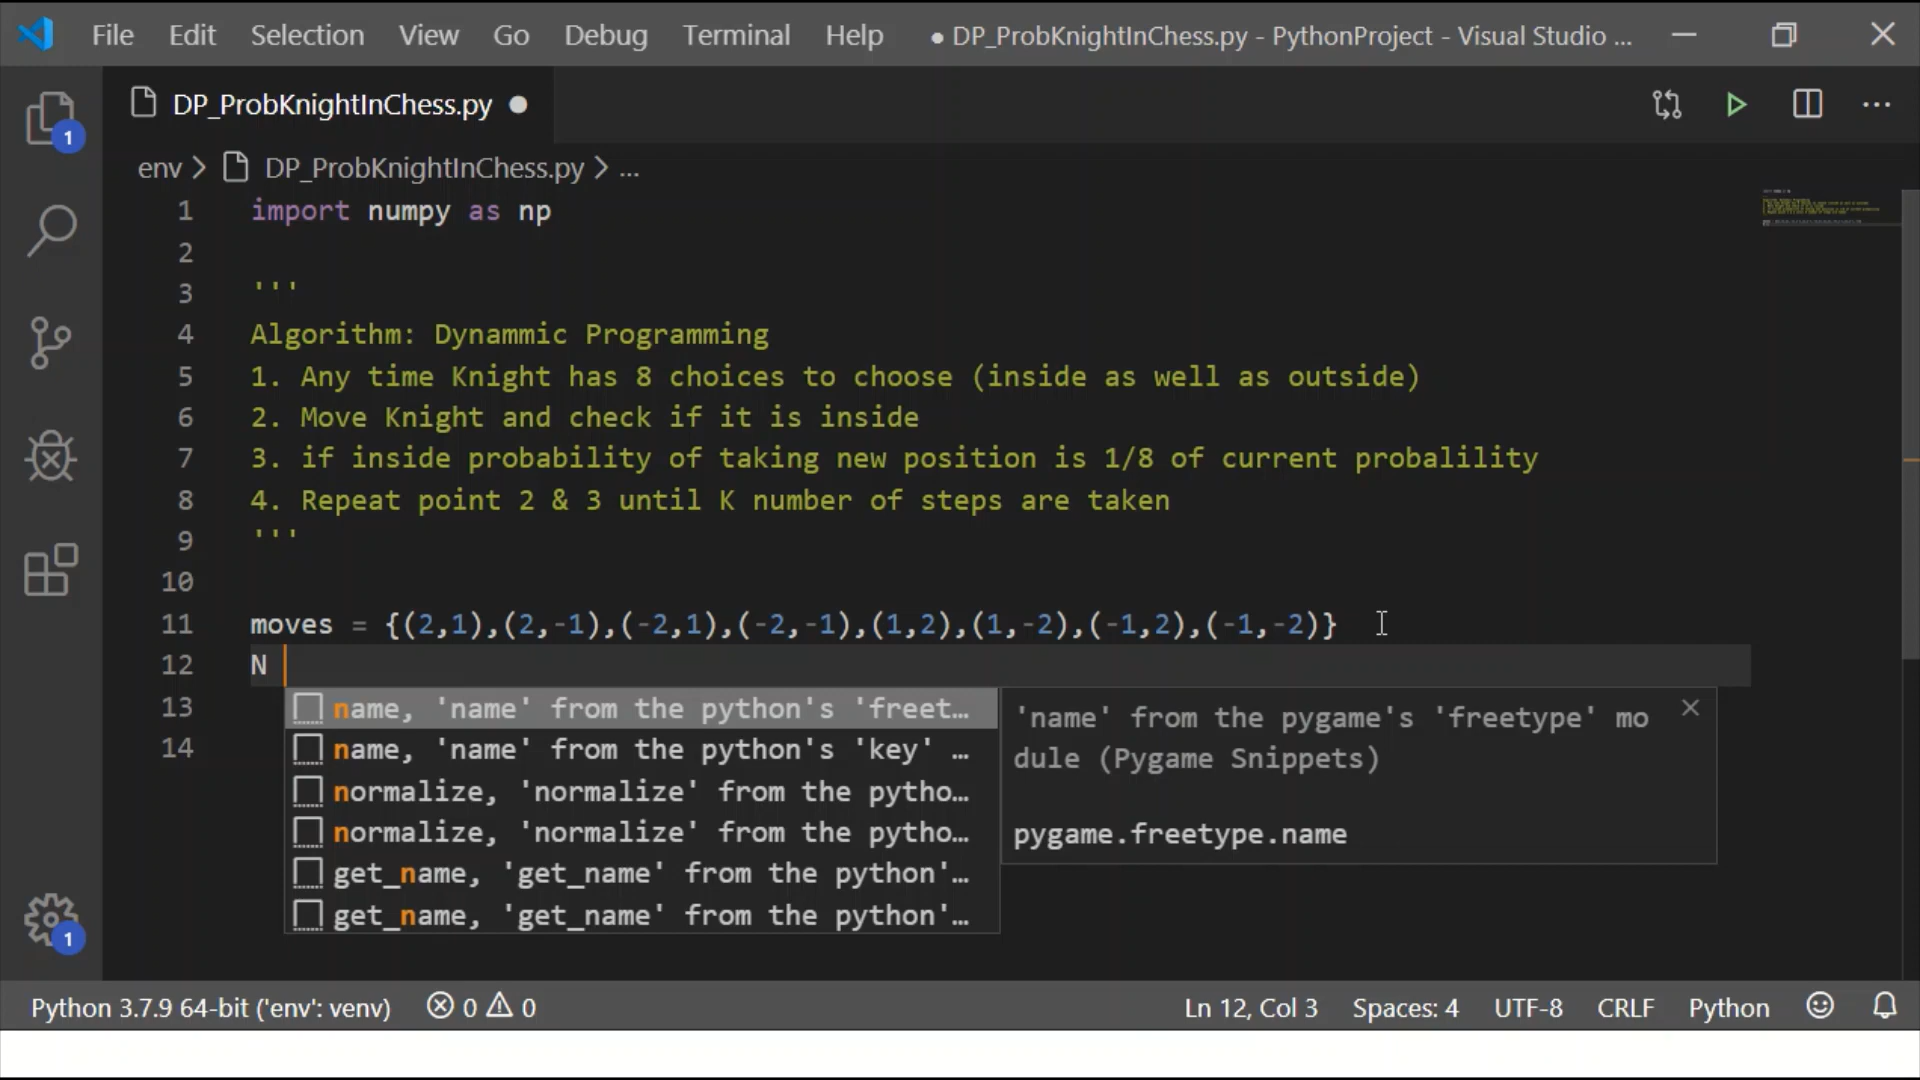 File Edit Selection View Go Debug Terminal Help ● DP_ProbKnightInChess.py - PythonProject - Visual Studio ...
DP_ProbKnightInChess.py ●
env > DP_ProbKnightInChess.py > ...
1
1 import numpy as np
2
3 '''
4 Algorithm: Dynammic Programming
5 1. Any time Knight has 8 choices to choose (inside as well as outside)
6 2. Move Knight and check if it is inside
7 3. if inside probability of taking new position is 1/8 of current probalility
8 4. Repeat point 2 & 3 until K number of steps are taken
9 '''
10
11 moves = {(2,1),(2,-1),(-2,1),(-2,-1),(1,2),(1,-2),(-1,2),(-1,-2)}
12 N
13
14
name, 'name' from the python's 'freet…
name, 'name' from the python's 'key' …
normalize, 'normalize' from the pytho…
normalize, 'normalize' from the pytho…
get_name, 'get_name' from the python'…
get_name, 'get_name' from the python'…
'name' from the pygame's 'freetype' mo
dule (Pygame Snippets)
pygame.freetype.name
1
Python 3.7.9 64-bit ('env': venv) 0 0 Ln 12, Col 3 Spaces: 4 UTF-8 CRLF Python